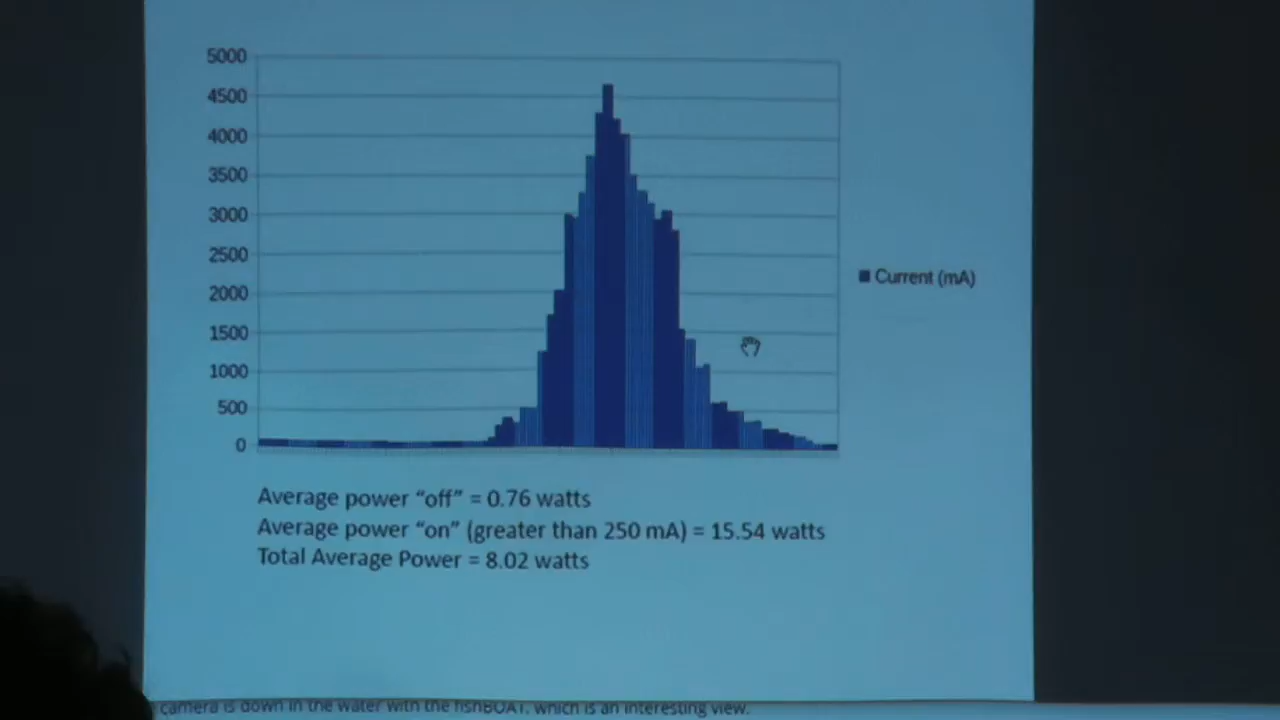 5000
4500
4000
3500
3000
2500
2000
1500
1000
500
0
Current (mA)
Average power “off” = 0.76 watts
Average power “on” (greater than 250 mA) = 15.54 watts
Total Average Power = 8.02 watts
camera is down in the water with the fishBOAT, which is an interesting view.